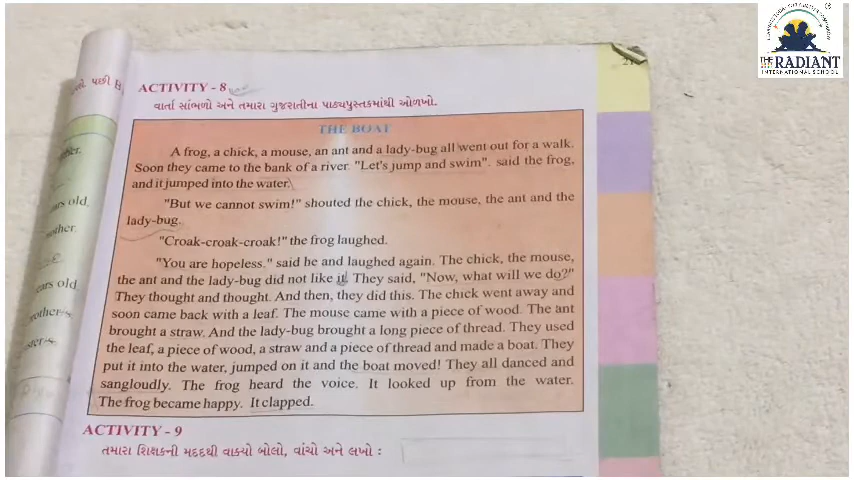 THE RADIANT
INTERNATIONAL SCHOOL
ACTIVITY - 8
વાર્તા સાંભળો અને તમારા ગુજરાતીના પાઠ્યપુસ્તકમાંથી ઓળખો.
THE BOAT
A frog, a chick, a mouse, an ant and a lady-bug all went out for a walk.
Soon they came to the bank of a river. "Let's jump and swim". said the frog,
and it jumped into the water.
"But we cannot swim!" shouted the chick, the mouse, the ant and the
lady-bug.
"Croak-croak-croak!" the frog laughed.
"You are hopeless." said he and laughed again. The chick, the mouse,
the ant and the lady-bug did not like it. They said, "Now, what will we do?"
They thought and thought. And then, they did this. The chick went away and
soon came back with a leaf. The mouse came with a piece of wood. The ant
brought a straw. And the lady-bug brought a long piece of thread. They used
the leaf, a piece of wood, a straw and a piece of thread and made a boat. They
put it into the water, jumped on it and the boat moved! They all danced and
sangloudly. The frog heard the voice. It looked up from the water.
The frog became happy. It clapped.
ACTIVITY - 9
તમારા શિક્ષકની મદદથી વાક્યો બોલો, વાંચો અને લખો :